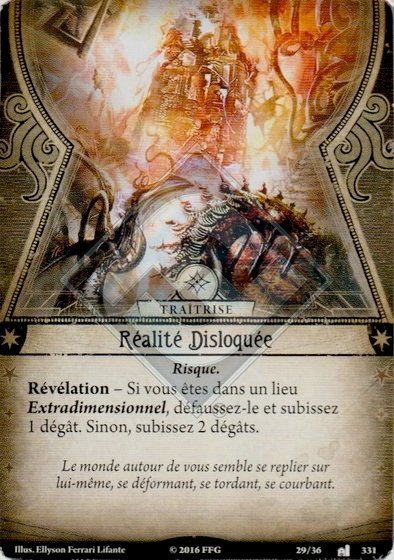 TRAÎTRISE
Réalité Disloquée
Risque.
Révélation – Si vous êtes dans un lieu
Extradimensionnel, défaussez-le et subissez
1 dégât. Sinon, subissez 2 dégâts.
Le monde autour de vous semble se replier sur
lui-même, se déformant, se tordant, se courbant.
Illus. Ellyson Ferrari Lifante © 2016 FFG 29/36 331